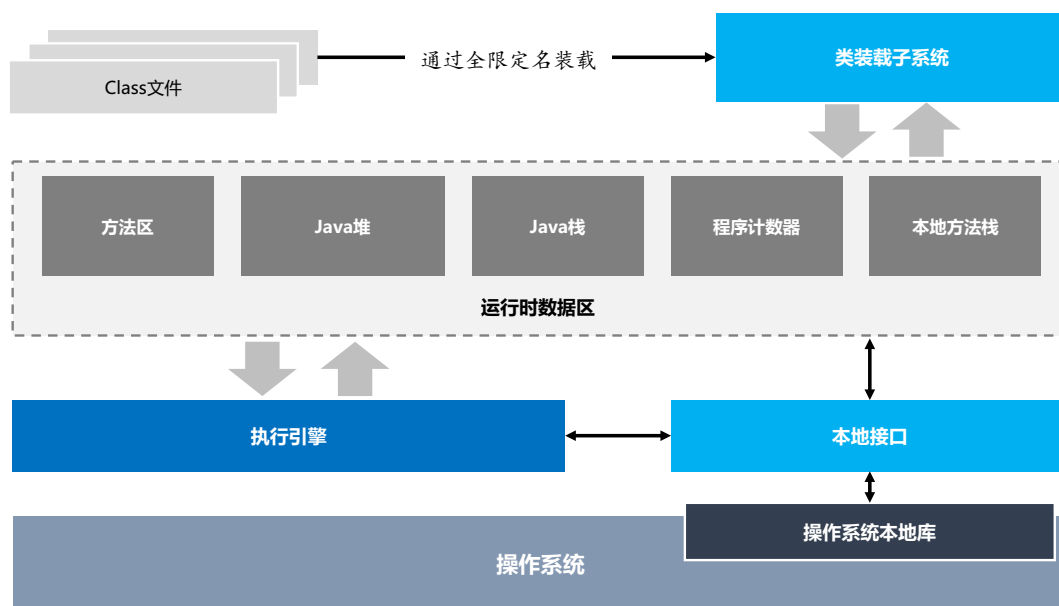 Class文件
通过全限定名装载
类装载子系统
方法区
Java堆
Java栈
程序计数器
本地方法栈
运行时数据区
执行引擎
本地接口
操作系统本地库
操作系统